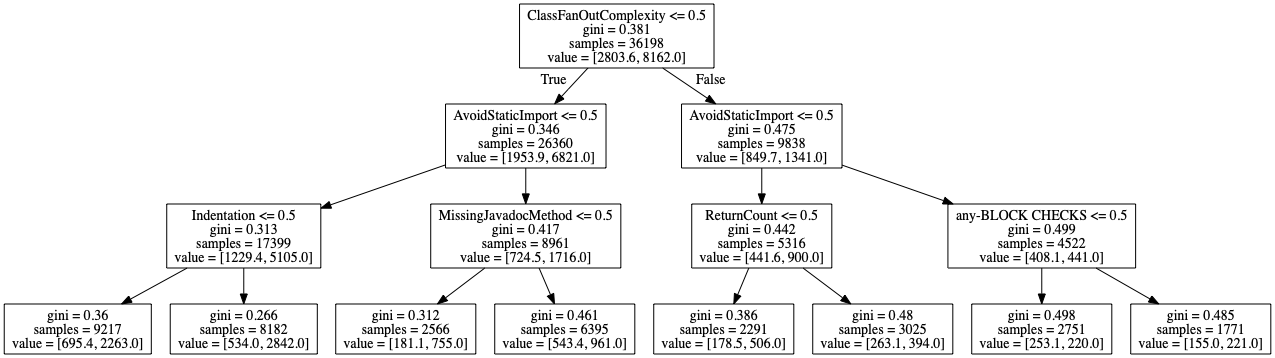 ClassFanOutComplexity <= 0.5
gini = 0.381
samples = 36198
value = [2803.6, 8162.0]
True
False
AvoidStaticImport <= 0.5
gini = 0.346
samples = 26360
value = [1953.9, 6821.0]
AvoidStaticImport <= 0.5
gini = 0.475
samples = 9838
value = [849.7, 1341.0]
Indentation <= 0.5
gini = 0.313
samples = 17399
value = [1229.4, 5105.0]
MissingJavadocMethod <= 0.5
gini = 0.417
samples = 8961
value = [724.5, 1716.0]
ReturnCount <= 0.5
gini = 0.442
samples = 5316
value = [441.6, 900.0]
any-BLOCK CHECKS <= 0.5
gini = 0.499
samples = 4522
value = [408.1, 441.0]
gini = 0.36
samples = 9217
value = [695.4, 2263.0]
gini = 0.266
samples = 8182
value = [534.0, 2842.0]
gini = 0.312
samples = 2566
value = [181.1, 755.0]
gini = 0.461
samples = 6395
value = [543.4, 961.0]
gini = 0.386
samples = 2291
value = [178.5, 506.0]
gini = 0.48
samples = 3025
value = [263.1, 394.0]
gini = 0.498
samples = 2751
value = [253.1, 220.0]
gini = 0.485
samples = 1771
value = [155.0, 221.0]